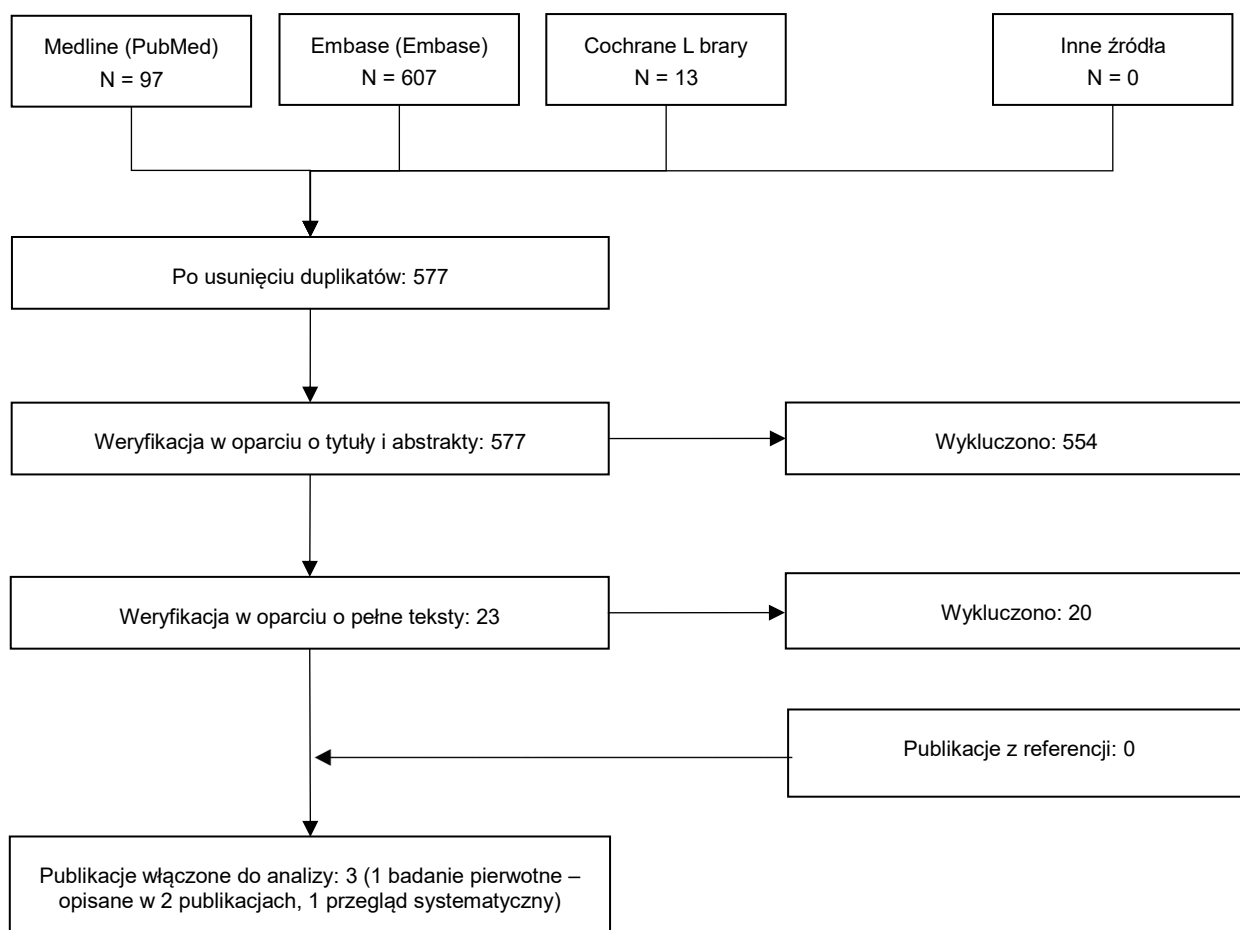 Medline (PubMed)
N = 97
Embase (Embase)
N = 607
Cochrane L brary
N = 13
Inne źródła
N = 0
Po usunięciu duplikatów: 577
Weryfikacja w oparciu o tytuły i abstrakty: 577
Wykluczono: 554
Weryfikacja w oparciu o pełne teksty: 23
Wykluczono: 20
Publikacje z referencji: 0
Publikacje włączone do analizy: 3 (1 badanie pierwotne –
opisane w 2 publikacjach, 1 przegląd systematyczny)